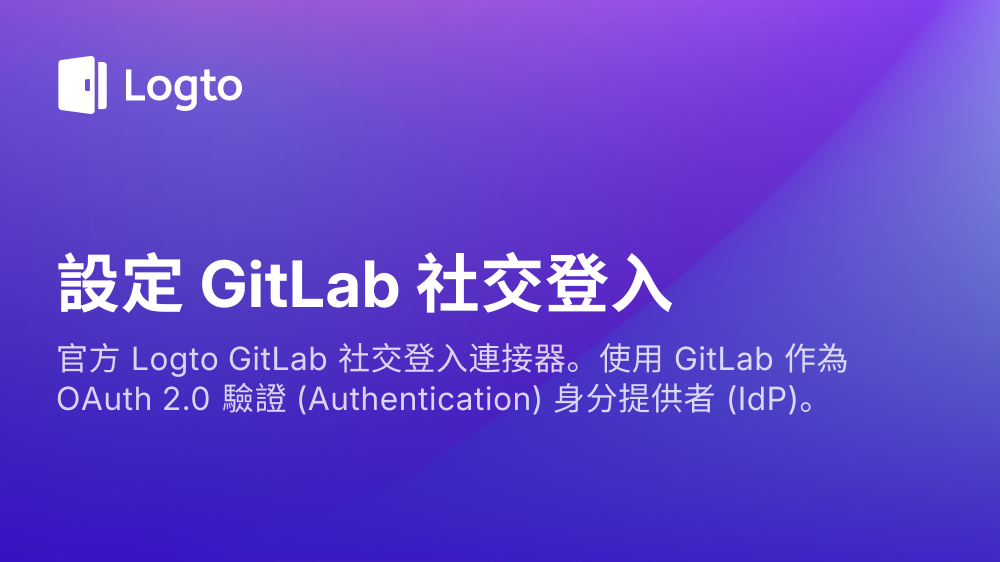 Logto
設定 GitLab 社交登入
官方 Logto GitLab 社交登入連接器。使用 GitLab 作為
OAuth 2.0 驗證 (Authentication) 身分提供者 (IdP)。